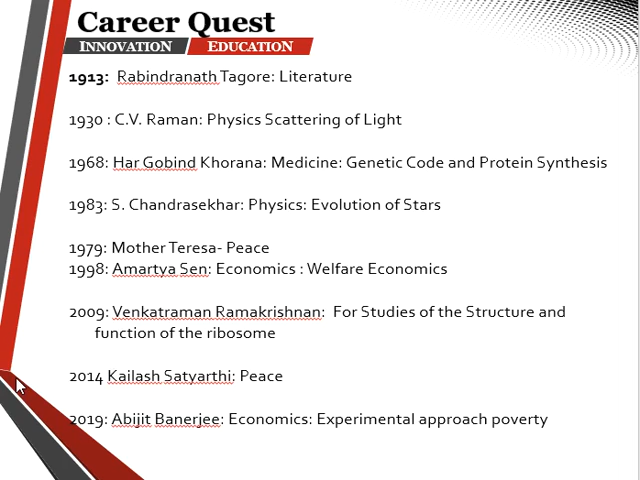 Career Quest
INNOVATION EDUCATION
1913: Rabindranath Tagore: Literature
1930 : C.V. Raman: Physics Scattering of Light
1968: Har Gobind Khorana: Medicine: Genetic Code and Protein Synthesis
1983: S. Chandrasekhar: Physics: Evolution of Stars
1979: Mother Teresa- Peace
1998: Amartya Sen: Economics : Welfare Economics
2009: Venkatraman Ramakrishnan: For Studies of the Structure and
function of the ribosome
2014 Kailash Satyarthi: Peace
2019: Abijit Banerjee: Economics: Experimental approach poverty